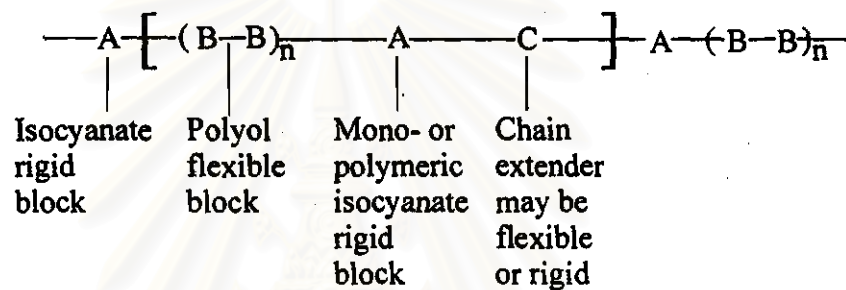 A [ ( B B )n A C ] A ( B B )n
Isocyanate rigid block
Polyol flexible block
Mono- or polymeric isocyanate rigid block
Chain extender may be flexible or rigid